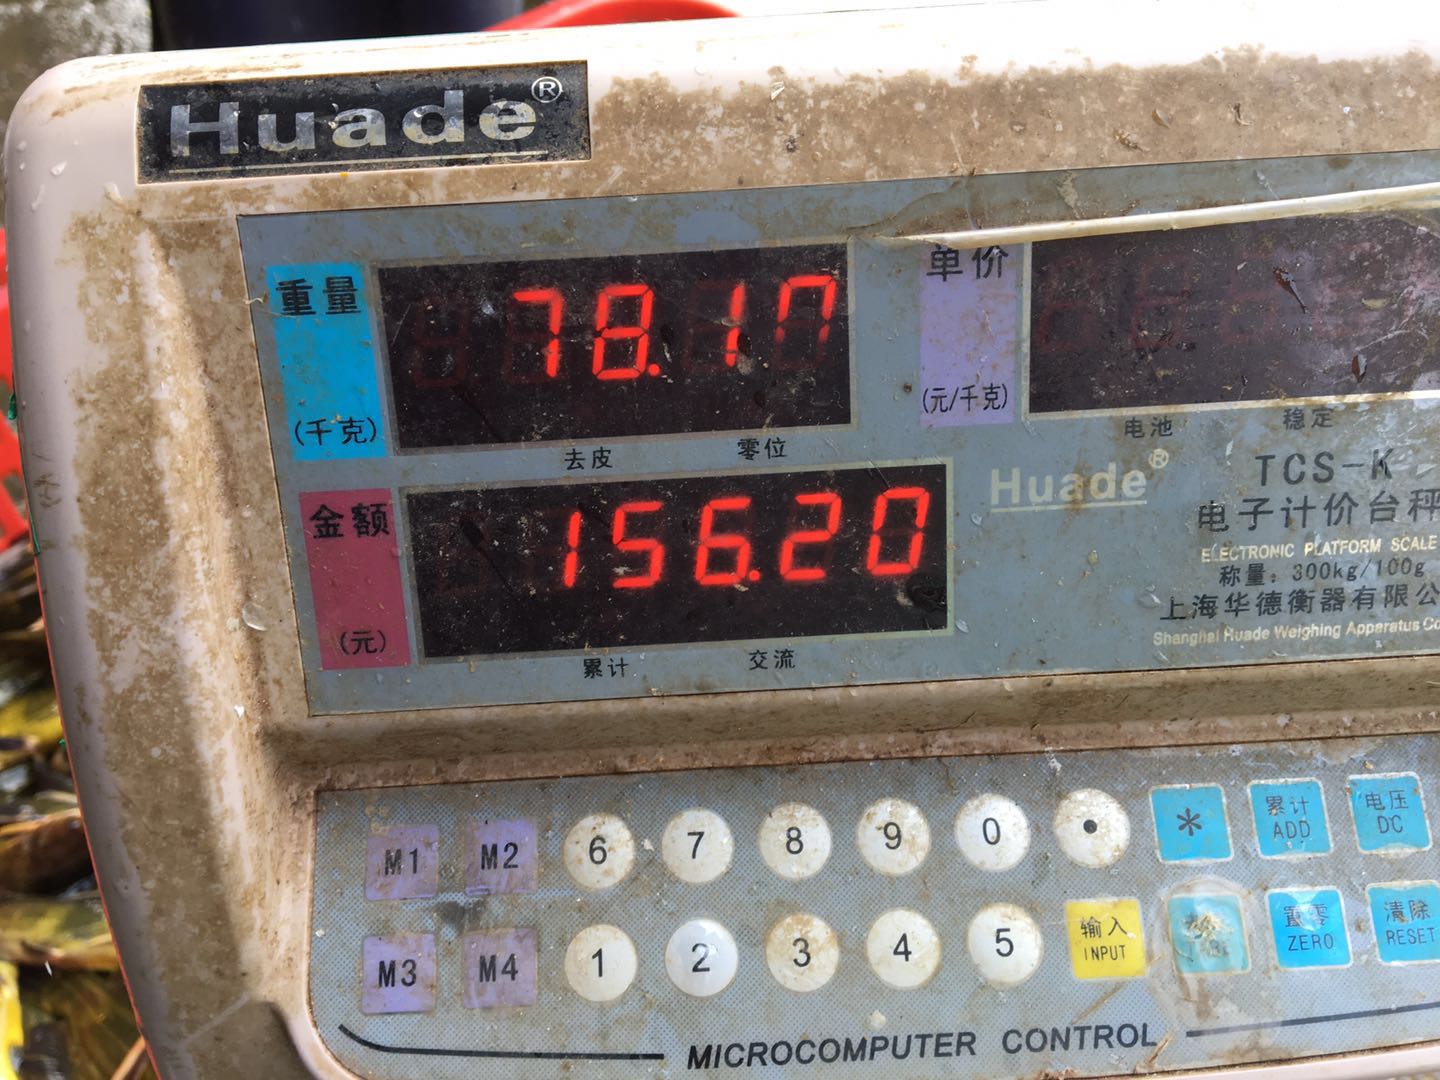 Huade®
重量
(千克)
78.10
去皮 零位
单价
(元/千克)
电池 稳定
金额
(元)
156.20
累计 交流
Huade®
TCS-K
电子计价台秤
ELECTRONIC PLATFORM SCALE
称量：300kg/100g
上海华德衡器有限公
Shanghai Huade Weighing Apparatus Co
M1 M2 6 7 8 9 0 • * 累计 ADD 电压 DC
M3 M4 1 2 3 4 5 输入 INPUT 置零 ZERO 清除 RESET
MICROCOMPUTER CONTROL